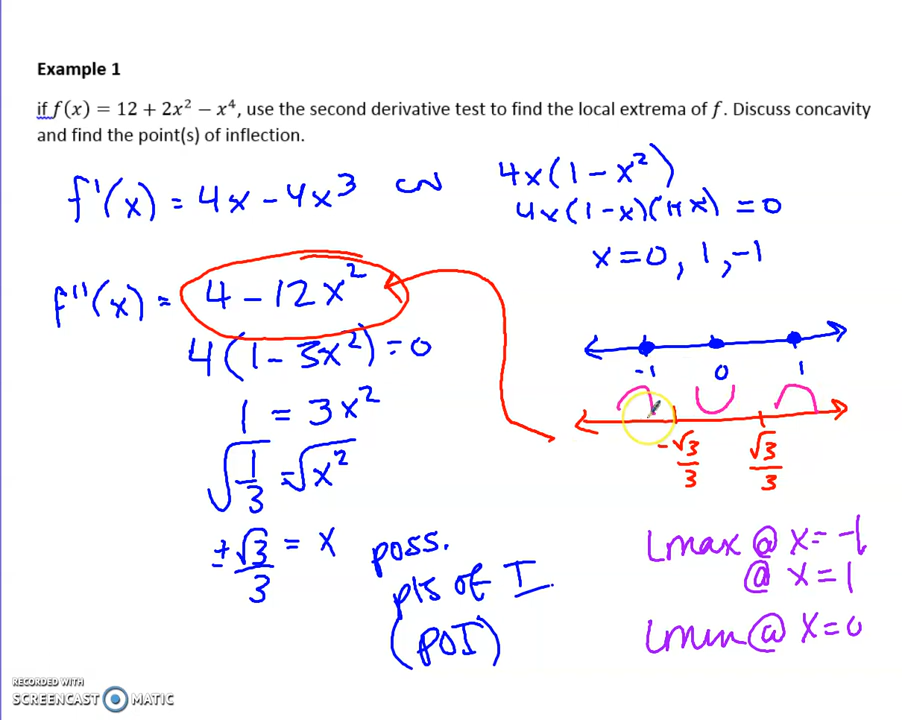 Example 1
if f(x) = 12 + 2x² − x⁴, use the second derivative test to find the local extrema of f. Discuss concavity
and find the point(s) of inflection.
f'(x) = 4x − 4x³
4x(1 − x²)
4x(1−x)(1+x) = 0
x = 0, 1, −1
f''(x) = 4 − 12x²
4(1 − 3x²) = 0
1 = 3x²
√(1/3) = √x²
± √3/3 = x
poss.
pts of I.
(POI)
−1 0 1
−√3/3 √3/3
Lmax @ x = −1
@ x = 1
Lmin @ x = 0
RECORDED WITH
SCREENCAST MATIC